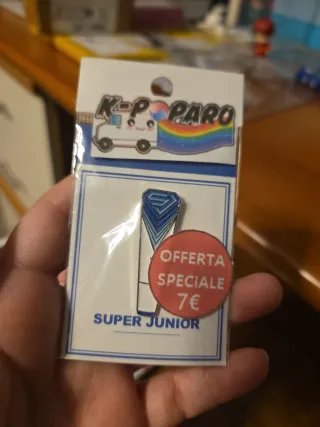 K-POPARO
OFFERTA
SPECIALE
7€
SUPER JUNIOR